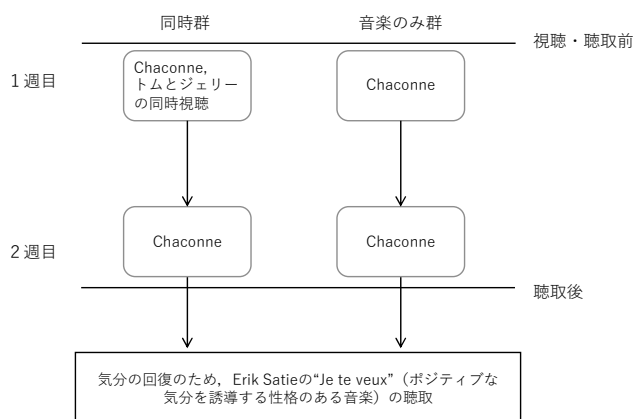 同時群
音楽のみ群
視聴・聴取前
1週目
Chaconne,
トムとジェリー
の同時視聴
Chaconne
2週目
Chaconne
Chaconne
聴取後
気分の回復のため，Erik Satieの“Je te veux”（ポジティブな
気分を誘導する性格のある音楽）の聴取